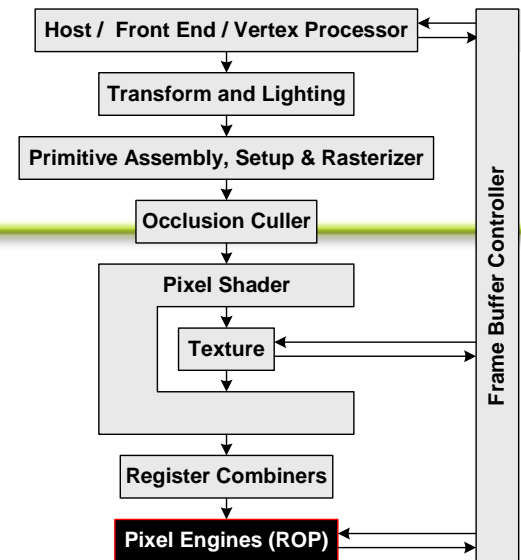 Host / Front End / Vertex Processor
Transform and Lighting
Primitive Assembly, Setup & Rasterizer
Occlusion Culler
Pixel Shader
Texture
Register Combiners
Pixel Engines (ROP)
Frame Buffer Controller